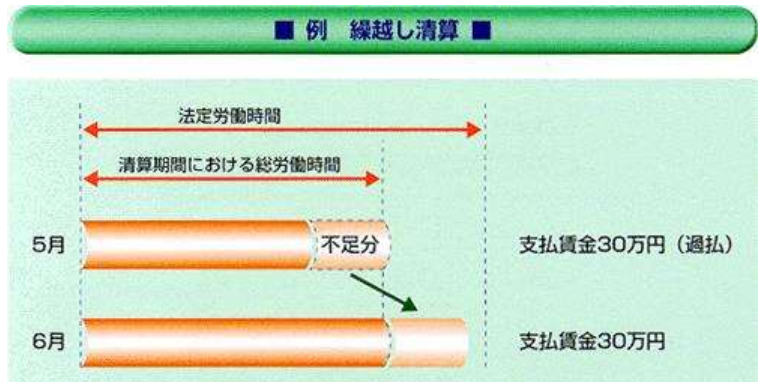 ■ 例 繰越し清算 ■
法定労働時間
清算期間における総労働時間
5月 不足分 支払賃金30万円（過払）
6月 支払賃金30万円